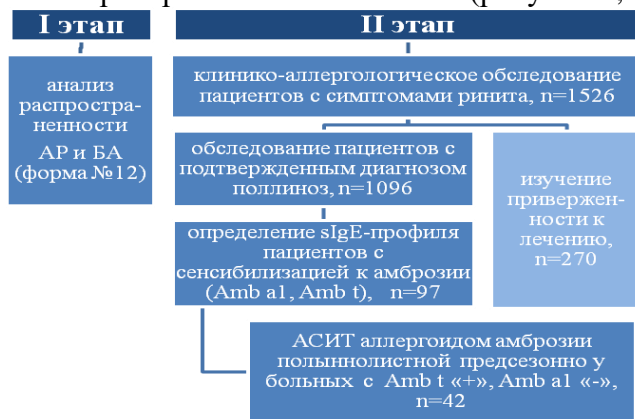 I этап
II этап
анализ
распростра-
ненности
АР и БА
(форма №12)
клинико-аллергологическое обследование
пациентов с симптомами ринита, n=1526
обследование пациентов с
подтвержденным диагнозом
поллиноз, n=1096
изучение
привержен-
ности к
лечению,
n=270
определение sIgE-профиля
пациентов с
сенсибилизацией к амброзии
(Amb a1, Amb t), n=97
АСИТ аллергоидом амброзии
полыннолистной предсезонно у
больных с Amb t «+», Amb a1 «-»,
n=42